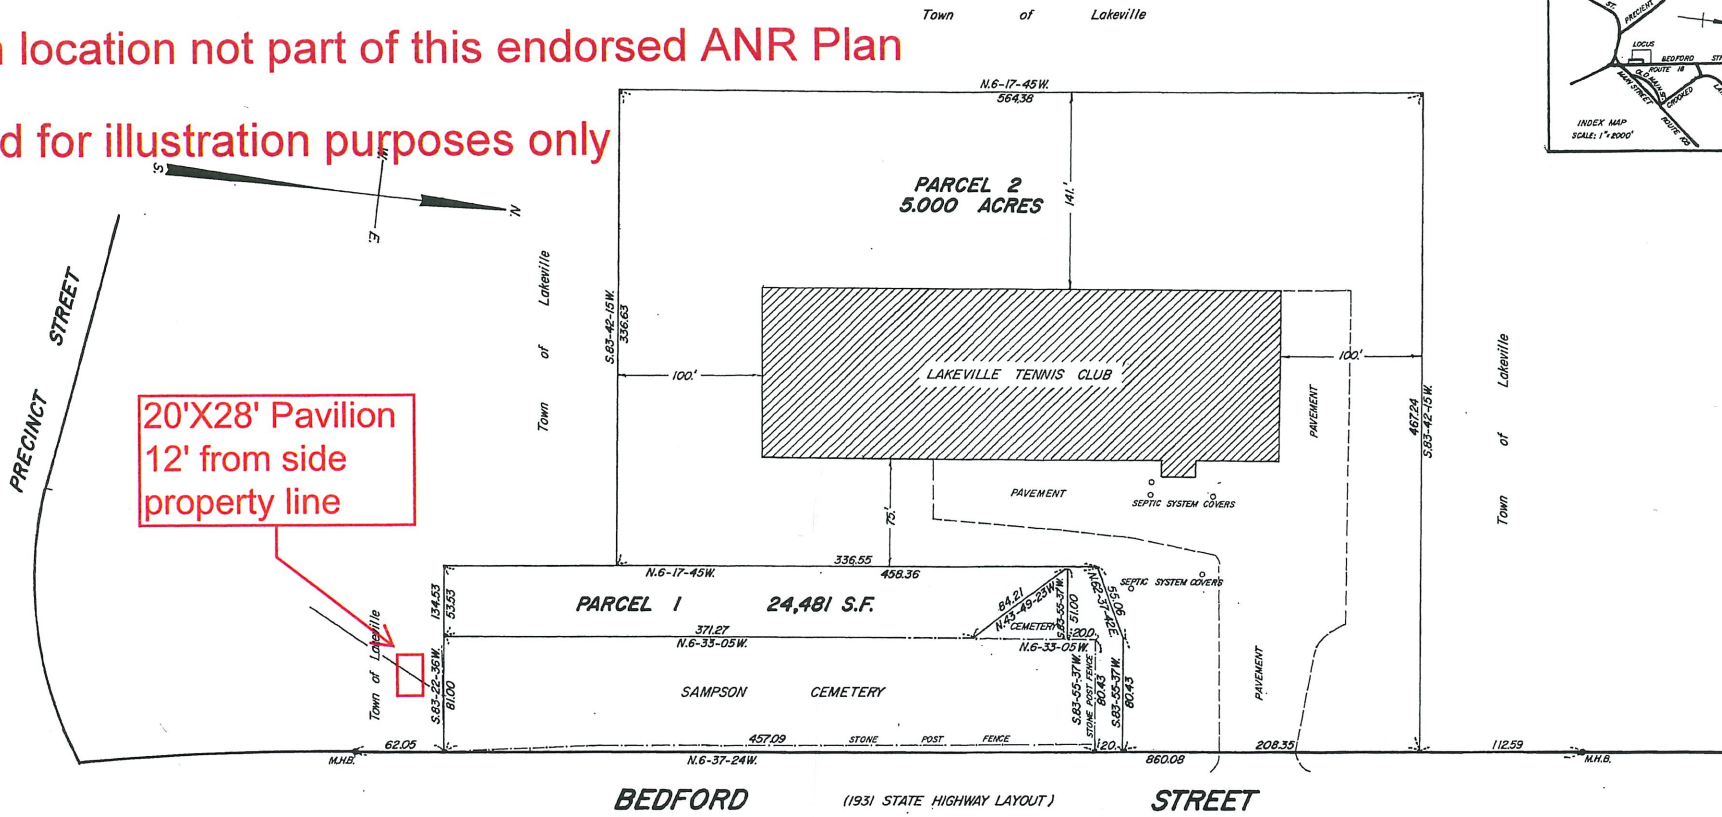 Town of Lakeville
location not part of this endorsed ANR Plan
d for illustration purposes only
ST.
PRECINCT
LOCUS
BEDFORD
ROUTE 18
OLD MAIN ST.
MAIN STREET
CROOKED
ROUTE 105
INDEX MAP
SCALE: 1"=2000'
N.6-17-45W.
564.38
S.
W.
N.
E.
PARCEL 2
5.000 ACRES
141.'
PRECINCT STREET
Town of Lakeville
S.83-42-15W.
336.63
100.'
LAKEVILLE TENNIS CLUB
100.'
PAVEMENT
467.24
S.83-42-15W.
Town of Lakeville
20'X28' Pavilion
12' from side
property line
75.'
PAVEMENT
SEPTIC SYSTEM COVERS
336.55
N.6-17-45W.
458.36
SEPTIC SYSTEM COVERS
134.53
53.53
PARCEL 1 24,481 S.F.
84.21
N.43-49-23W.
CEMETERY
S.83-55-37W.
51.00
55.06
N.62-37-42E.
371.27
N.6-33-05W.
20.0
N.6-33-05W.
Town of Lakeville
S.83-22-36W.
81.00
SAMPSON CEMETERY
S.83-55-37W.
STONE POST FENCE
80.43
S.83-55-37W.
80.43
PAVEMENT
62.05
457.09
STONE POST FENCE
20.
208.35
112.59
M.H.B.
N.6-37-24W.
860.08
M.H.B.
BEDFORD (1931 STATE HIGHWAY LAYOUT) STREET